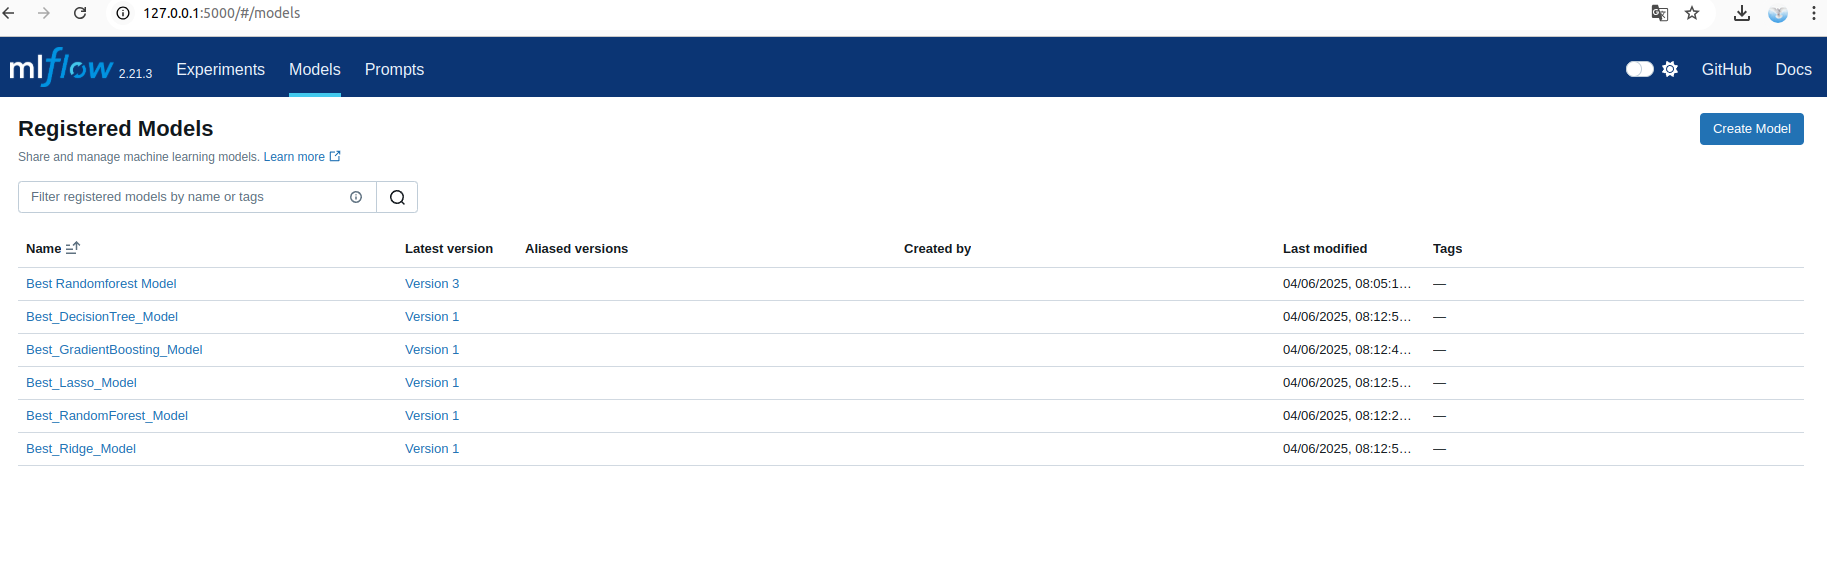 127.0.0.1:5000/#/models
mlflow 2.21.3 Experiments Models Prompts GitHub Docs
Registered Models
Create Model
Share and manage machine learning models. Learn more
Filter registered models by name or tags
Name Latest version Aliased versions Created by Last modified Tags
Best Randomforest Model Version 3 04/06/2025, 08:05:1… —
Best_DecisionTree_Model Version 1 04/06/2025, 08:12:5… —
Best_GradientBoosting_Model Version 1 04/06/2025, 08:12:4… —
Best_Lasso_Model Version 1 04/06/2025, 08:12:5… —
Best_RandomForest_Model Version 1 04/06/2025, 08:12:2… —
Best_Ridge_Model Version 1 04/06/2025, 08:12:5… —